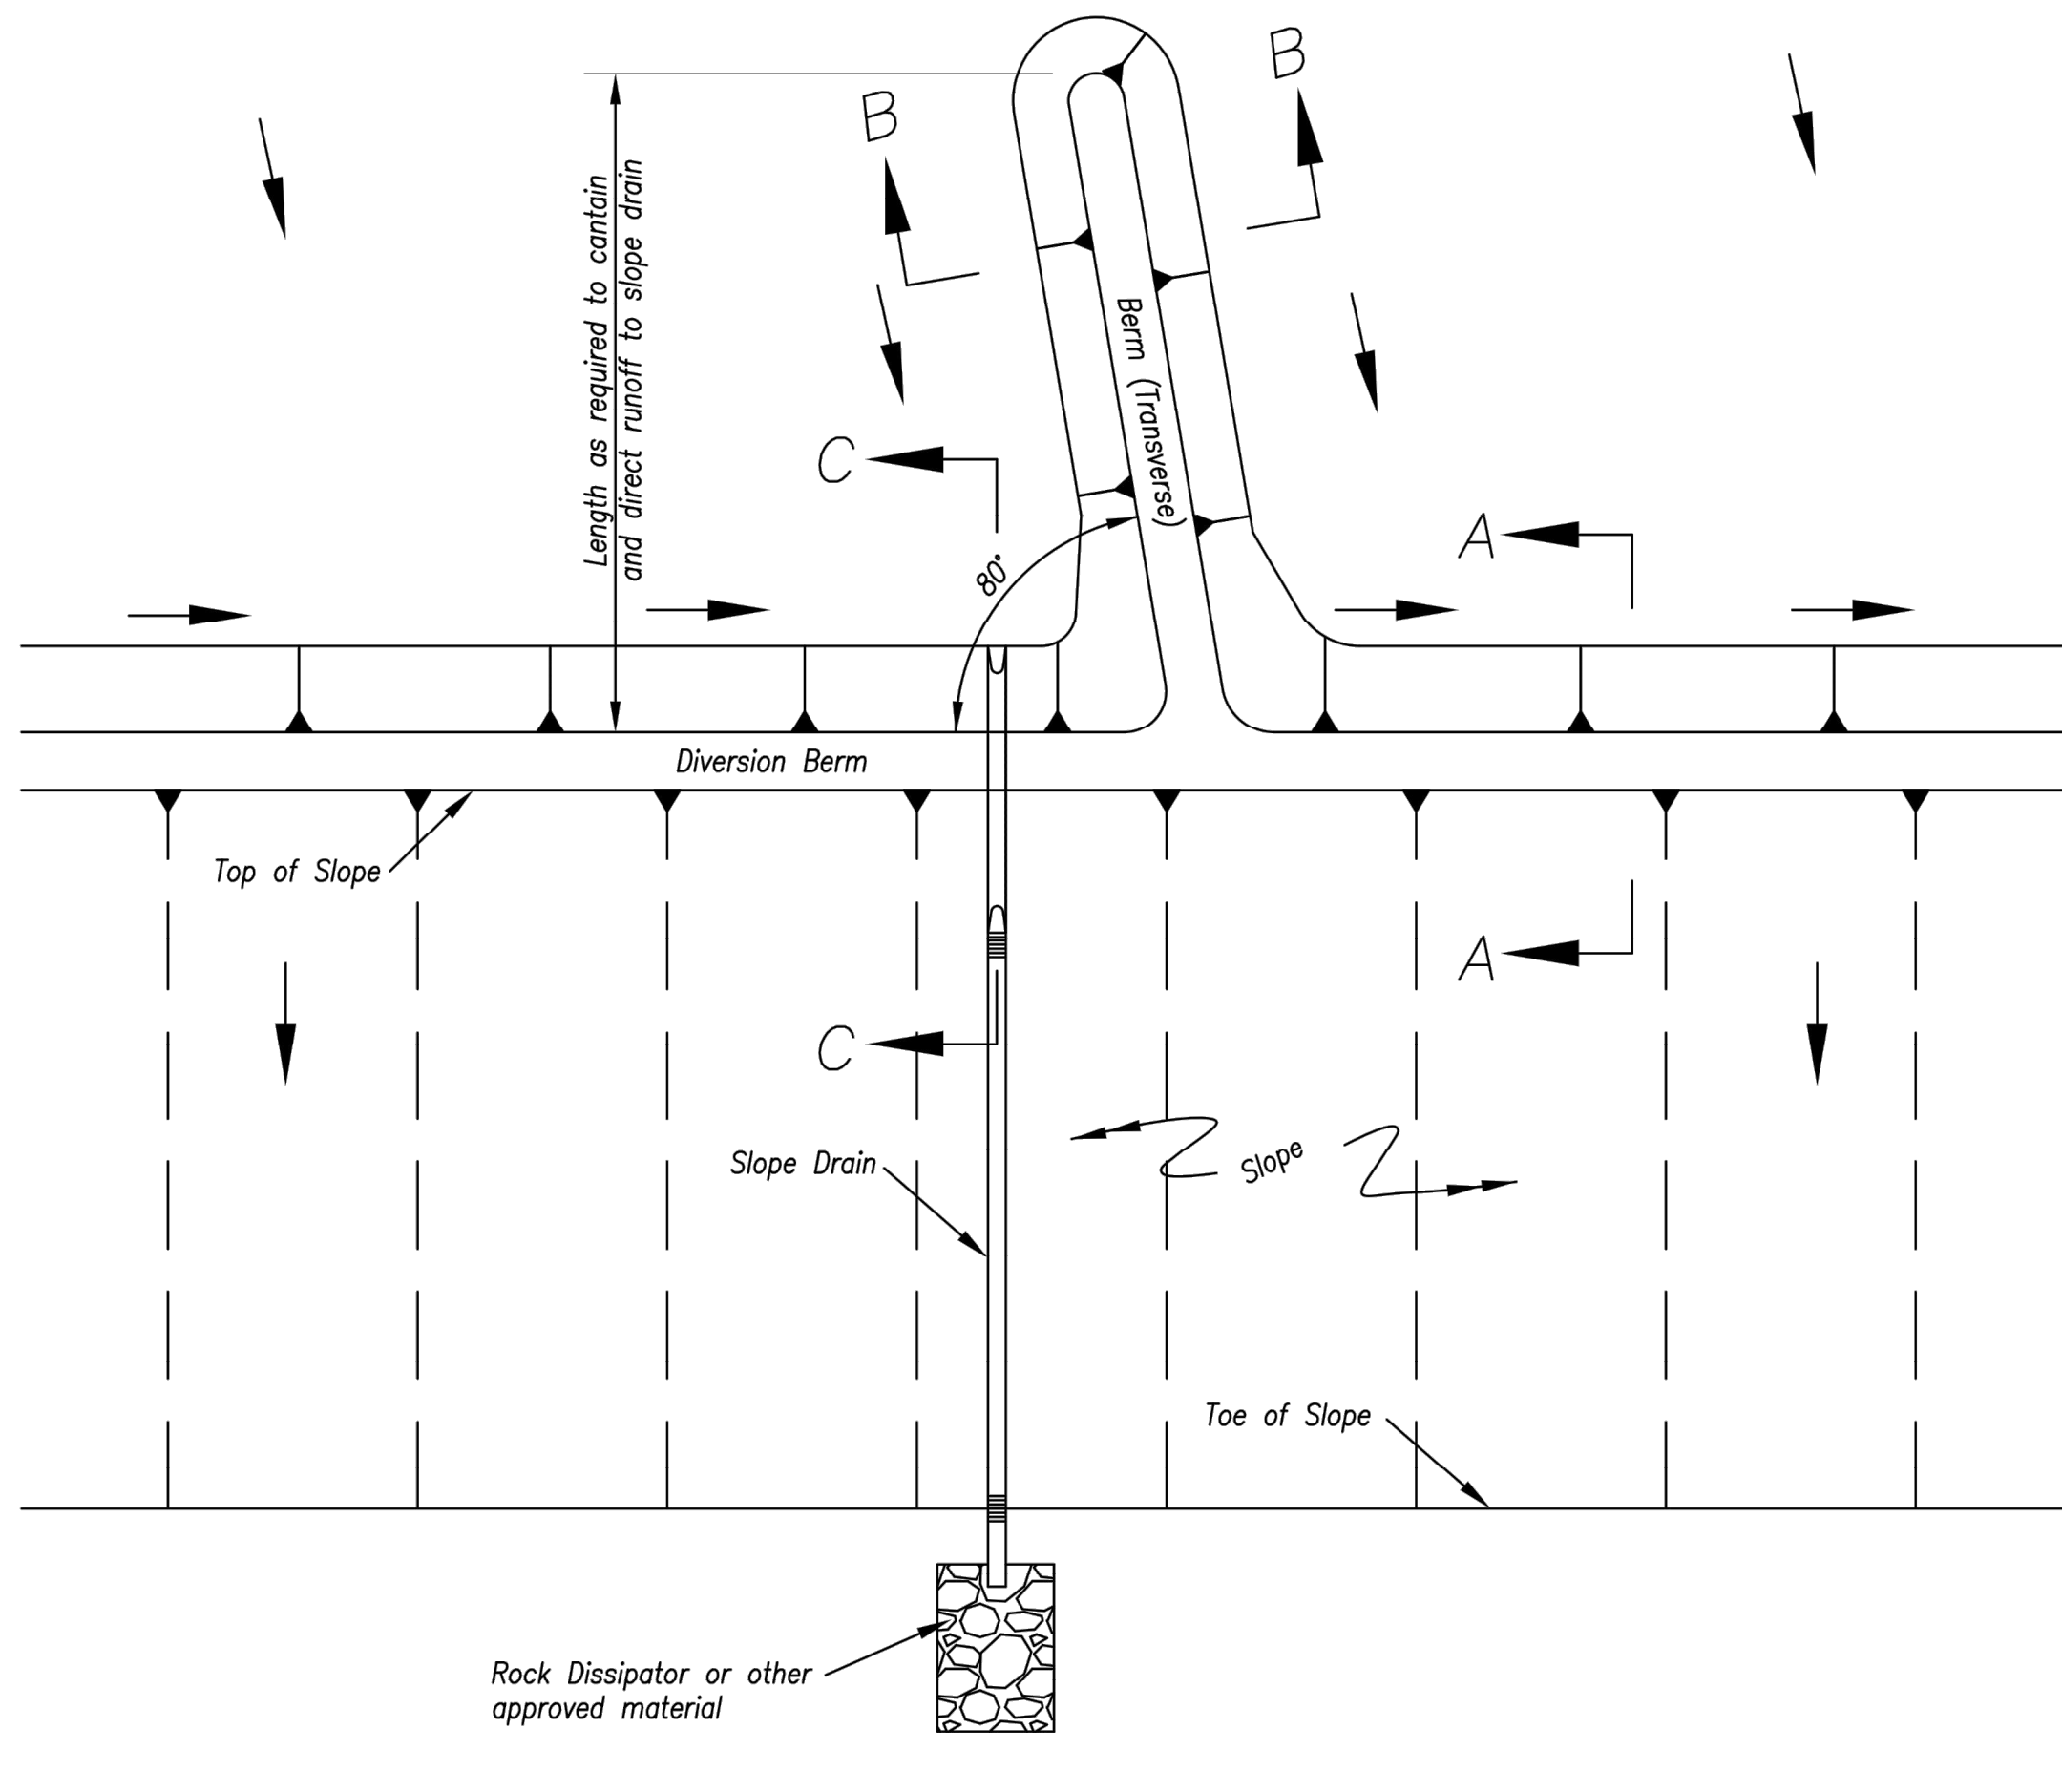 B
B
Length as required to cantain
and direct runoff to slope drain
Berm (Transverse)
C
A
80°
Diversion Berm
Top of Slope
A
C
Slope Drain
Slope
Toe of Slope
Rock Dissipator or other
approved material